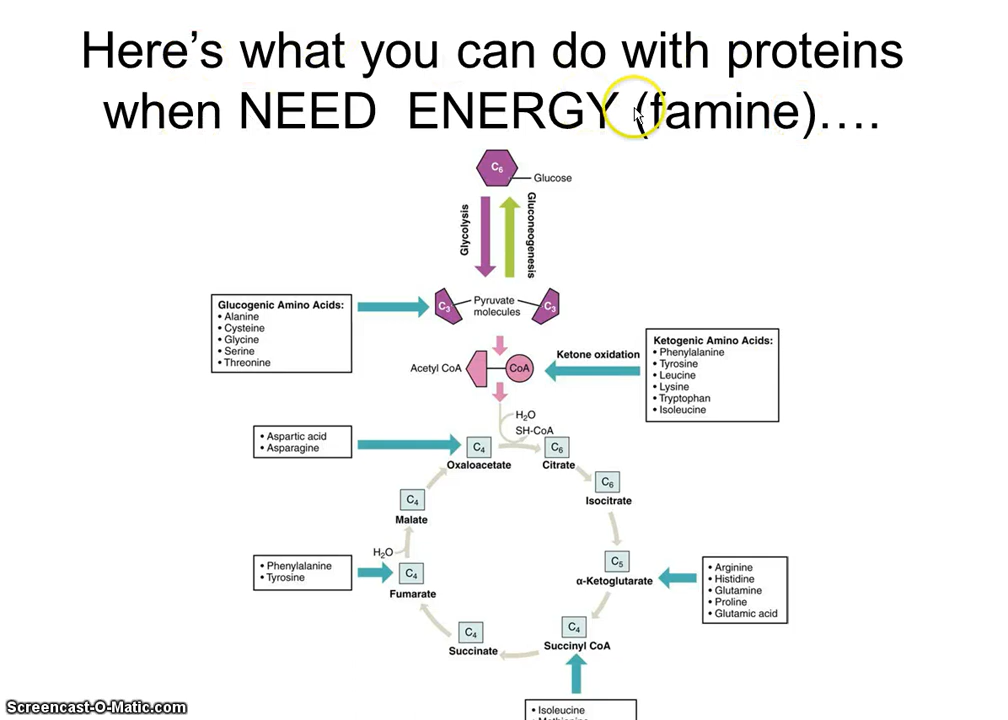 Here's what you can do with proteins
when NEED ENERGY (famine)….
C6
Glucose
Glycolysis
Gluconeogenesis
Glucogenic Amino Acids:
• Alanine
• Cysteine
• Glycine
• Serine
• Threonine
C3
Pyruvate
molecules
C3
Ketogenic Amino Acids:
• Phenylalanine
• Tyrosine
• Leucine
• Lysine
• Tryptophan
• Isoleucine
Ketone oxidation
Acetyl CoA
CoA
H2O
SH-CoA
• Aspartic acid
• Asparagine
C4
Oxaloacetate
C6
Citrate
C6
Isocitrate
C4
Malate
H2O
• Phenylalanine
• Tyrosine
C4
Fumarate
C5
α-Ketoglutarate
• Arginine
• Histidine
• Glutamine
• Proline
• Glutamic acid
C4
Succinate
C4
Succinyl CoA
• Isoleucine
Screencast-O-Matic.com